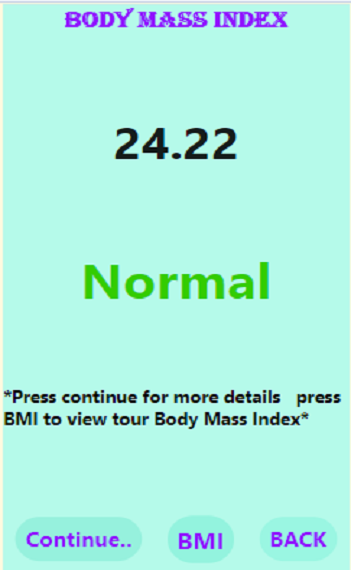 BODY MASS INDEX
24.22
Normal
*Press continue for more details press
BMI to view tour Body Mass Index*
Continue.. BMI BACK